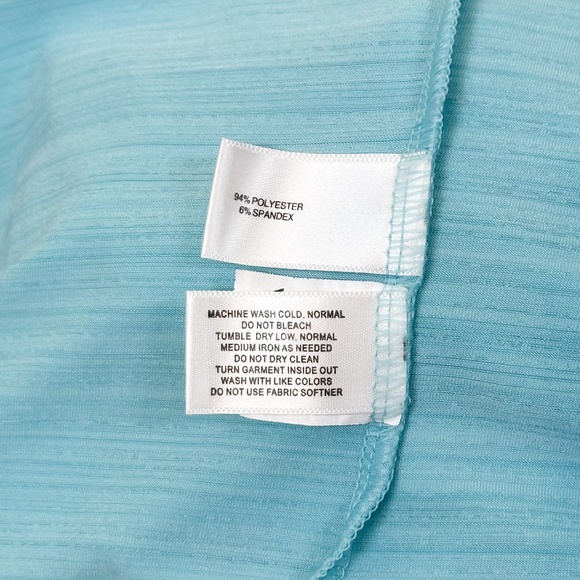 94% POLYESTER
6% SPANDEX
MACHINE WASH COLD, NORMAL
DO NOT BLEACH
TUMBLE DRY LOW, NORMAL
MEDIUM IRON AS NEEDED
DO NOT DRY CLEAN
TURN GARMENT INSIDE OUT
WASH WITH LIKE COLORS
DO NOT USE FABRIC SOFTNER